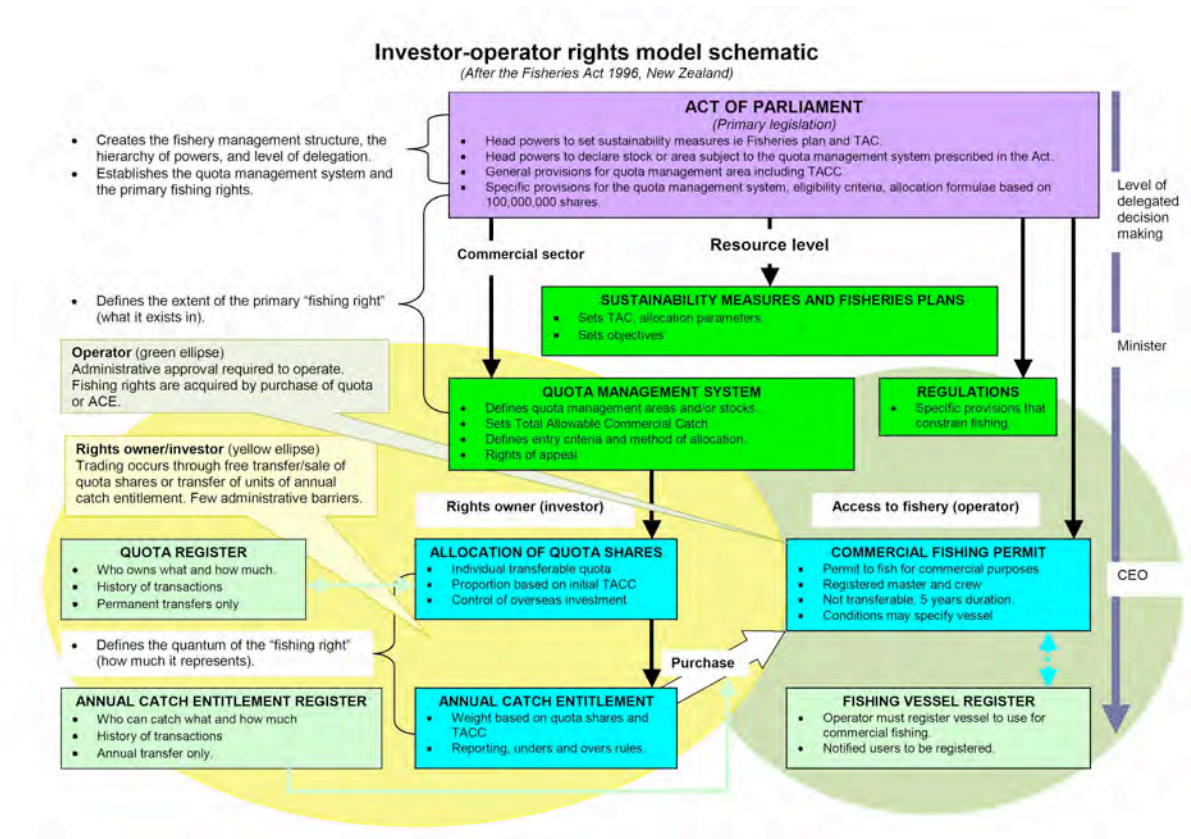 Investor-operator rights model schematic
(After the Fisheries Act 1996, New Zealand)
ACT OF PARLIAMENT
(Primary legislation)
• Head powers to set sustainability measures ie Fisheries plan and TAC.
• Head powers to declare stock or area subject to the quota management system prescribed in the Act.
• General provisions for quota management area including TACC.
• Specific provisions for the quota management system, eligibility criteria, allocation formulae based on
100,000,000 shares.
• Creates the fishery management structure, the
hierarchy of powers, and level of delegation.
• Establishes the quota management system and
the primary fishing rights.
Level of
delegated
decision
making
Commercial sector
Resource level
• Defines the extent of the primary “fishing right”
(what it exists in).
SUSTAINABILITY MEASURES AND FISHERIES PLANS
• Sets TAC, allocation parameters.
• Sets objectives
Minister
Operator (green ellipse)
Administrative approval required to operate.
Fishing rights are acquired by purchase of quota
or ACE.
QUOTA MANAGEMENT SYSTEM
• Defines quota management areas and/or stocks.
• Sets Total Allowable Commercial Catch
• Defines entry criteria and method of allocation.
• Rights of appeal
REGULATIONS
• Specific provisions that
constrain fishing.
Rights owner/investor (yellow ellipse)
Trading occurs through free transfer/sale of
quota shares or transfer of units of annual
catch entitlement. Few administrative barriers.
Rights owner (investor)
Access to fishery (operator)
QUOTA REGISTER
• Who owns what and how much.
• History of transactions
• Permanent transfers only
ALLOCATION OF QUOTA SHARES
• Individual transferable quota
• Proportion based on initial TACC
• Control of overseas investment
COMMERCIAL FISHING PERMIT
• Permit to fish for commercial purposes
• Registered master and crew
• Not transferable, 5 years duration.
• Conditions may specify vessel
CEO
• Defines the quantum of the “fishing right”
(how much it represents).
Purchase
ANNUAL CATCH ENTITLEMENT REGISTER
• Who can catch what and how much
• History of transactions
• Annual transfer only.
ANNUAL CATCH ENTITLEMENT
• Weight based on quota shares and
TACC
• Reporting, unders and overs rules.
FISHING VESSEL REGISTER
• Operator must register vessel to use for
commercial fishing.
• Notified users to be registered.